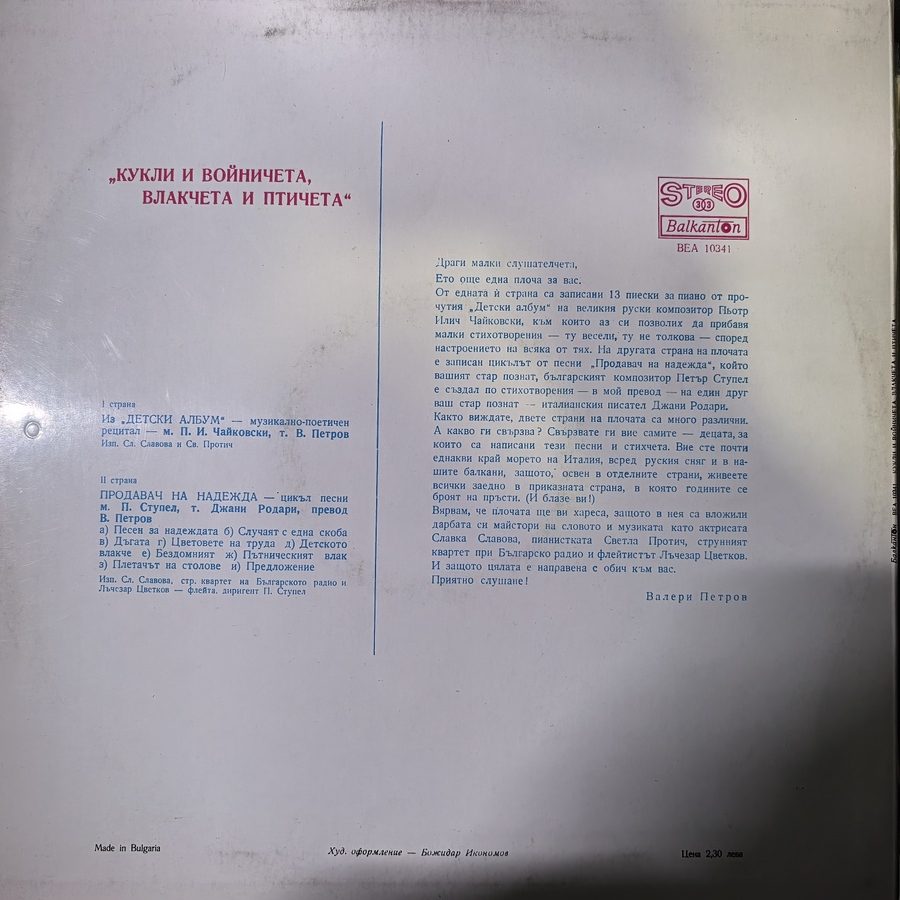 „КУКЛИ И ВОЙНИЧЕТА,
ВЛАКЧЕТА И ПТИЧЕТА“
I страна
Из „ДЕТСКИ АЛБУМ“ — музикално-поетичен
рецитал — м. П. И. Чайковски, т. В. Петров
Изп. Сл. Славова и Св. Протич
II страна
ПРОДАВАЧ НА НАДЕЖДА — цикъл песни
м. П. Ступел, т. Джани Родари, превод
В. Петров
а) Песен за надеждата б) Случаят с една скоба
в) Дъгата г) Цветовете на труда д) Детското
влакче е) Бездомният ж) Пътническият влак
з) Плетачът на столове и) Предложение
Изп. Сл. Славова, стр. квартет на Българското радио и
Лъчезар Цветков — флейта, диригент П. Ступел
STEREO
33
Balkanton
ВЕА 10341
Драги малки слушателчета,
Ето още една плоча за вас.
От едната ѝ страна са записани 13 пиески за пиано от про-
чутия „Детски албум“ на великия руски композитор Пьотр
Илич Чайковски, към които аз си позволих да прибавя
малки стихотворения — ту весели, ту не толкова — според
настроението на всяка от тях. На другата страна на плочата
е записан цикълът от песни „Продавач на надежда“, който
вашият стар познат, българският композитор Петър Ступел
е създал по стихотворения — в мой превод — на един друг
ваш стар познат — италианския писател Джани Родари.
Както виждате, двете страни на плочата са много различни.
А какво ги свързва? Свързвате ги вие самите — децата, за
които са написани тези песни и стихчета. Вие сте почти
еднакви край морето на Италия, всред руския сняг и в на-
шите балкани, защото, освен в отделните страни, живеете
всички заедно в приказната страна, в която годините се
броят на пръсти. (И блазе ви!)
Вярвам, че плочата ще ви хареса, защото в нея са вложили
дарбата си майстори на словото и музиката като актрисата
Славка Славова, пианистката Светла Протич, струнният
квартет при Българско радио и флейтистът Лъчезар Цветков.
И защото цялата е направена с обич към вас.
Приятно слушане!
Валери Петров
Made in Bulgaria
Худ. оформление — Божидар Икономов
Цена 2,30 лева